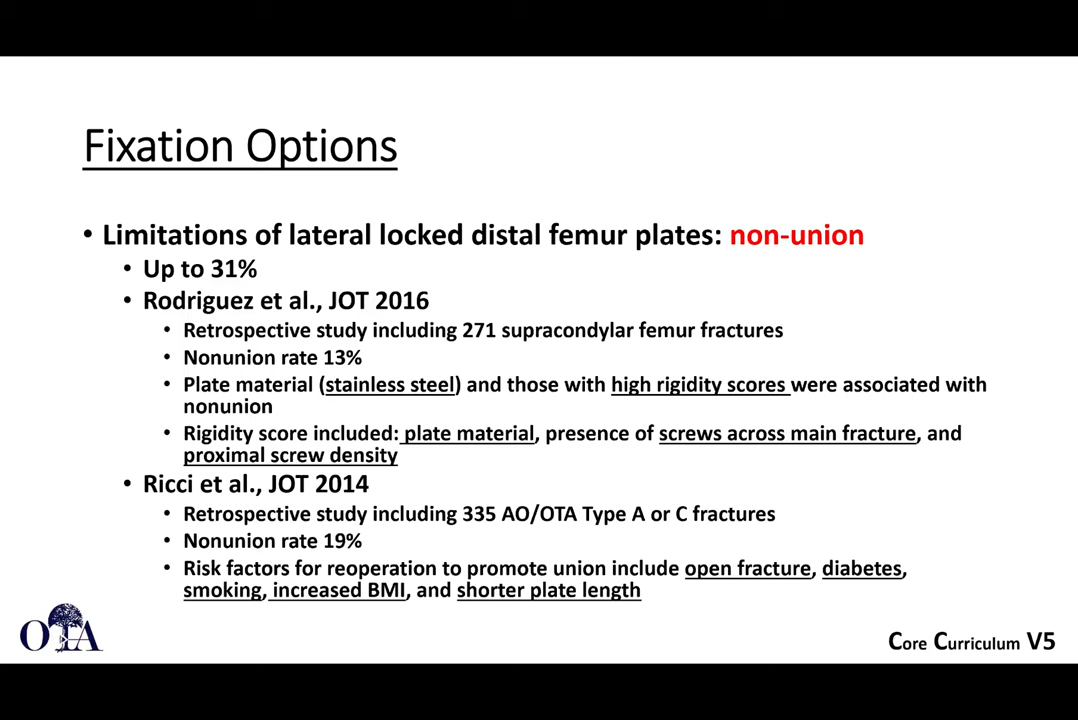 Fixation Options
• Limitations of lateral locked distal femur plates: non-union
• Up to 31%
• Rodriguez et al., JOT 2016
• Retrospective study including 271 supracondylar femur fractures
• Nonunion rate 13%
• Plate material (stainless steel) and those with high rigidity scores were associated with
nonunion
• Rigidity score included: plate material, presence of screws across main fracture, and
proximal screw density
• Ricci et al., JOT 2014
• Retrospective study including 335 AO/OTA Type A or C fractures
• Nonunion rate 19%
• Risk factors for reoperation to promote union include open fracture, diabetes,
smoking, increased BMI, and shorter plate length
OTA
Core Curriculum V5